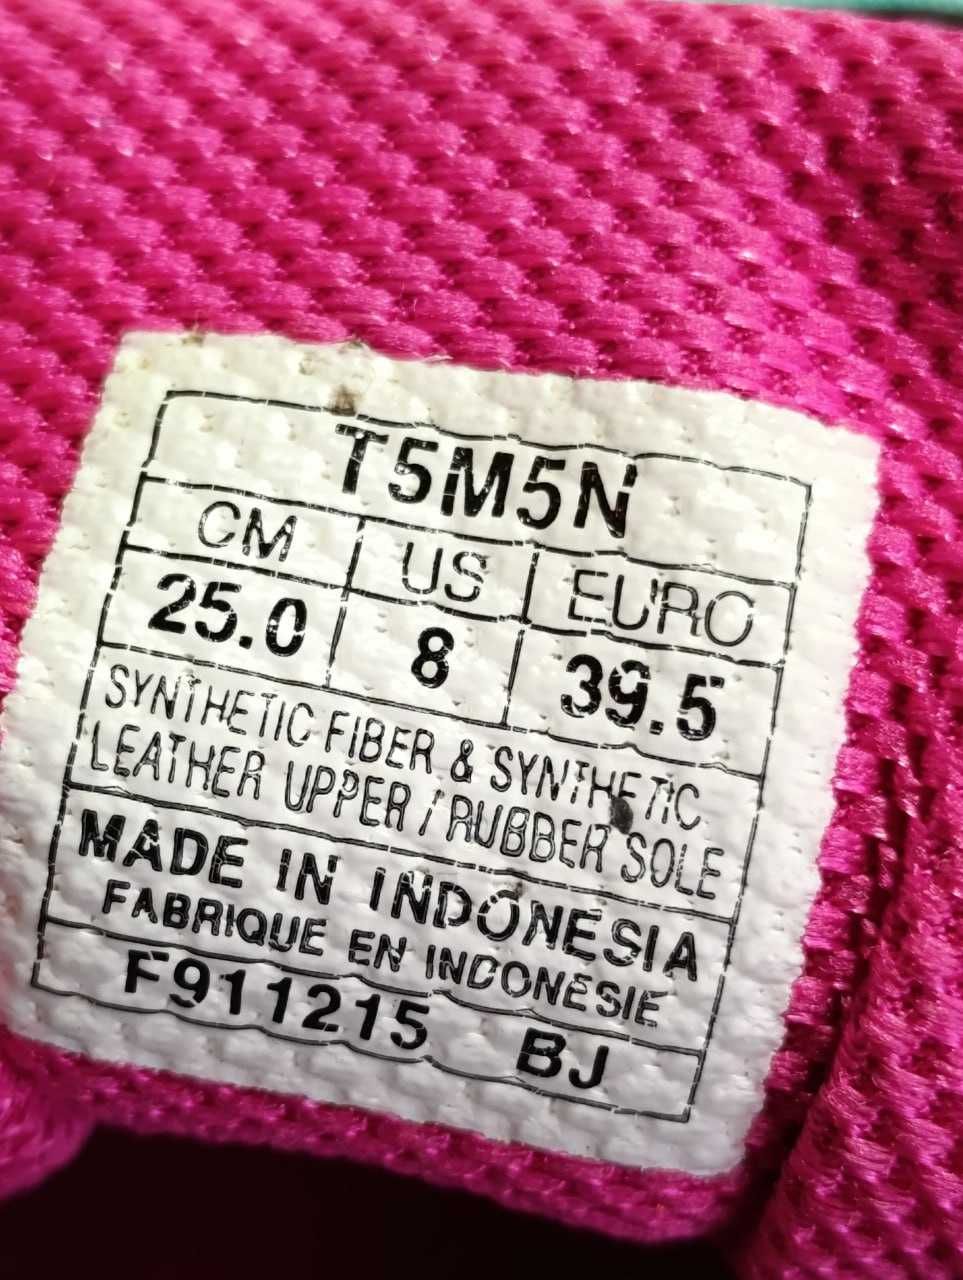 T5M5N
CM US EURO
25.0 8 39.5
SYNTHETIC FIBER & SYNTHETIC
LEATHER UPPER / RUBBER SOLE
MADE IN INDONESIA
FABRIQUE EN INDONESIE
F911215 BJ